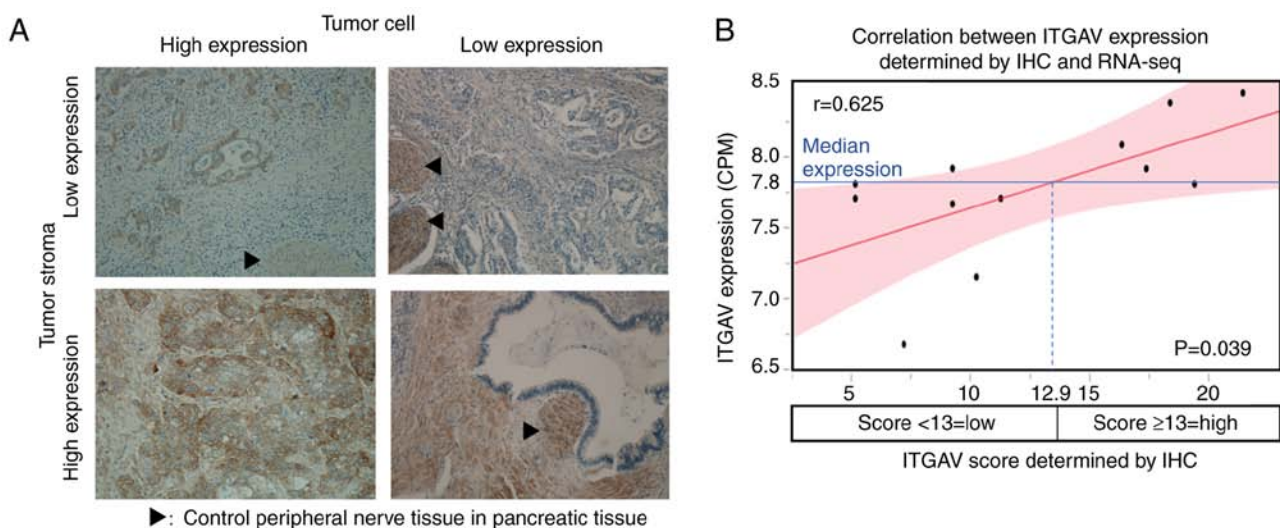 A
Tumor cell
High expression
Low expression
Tumor stroma
Low expression
High expression
▶: Control peripheral nerve tissue in pancreatic tissue
B
Correlation between ITGAV expression
determined by IHC and RNA-seq
ITGAV expression (CPM)
8.5
8.0
7.8
7.5
7.0
6.5
r=0.625
Median
expression
P=0.039
5
10
12.9
15
20
Score <13=low
Score ≥13=high
ITGAV score determined by IHC